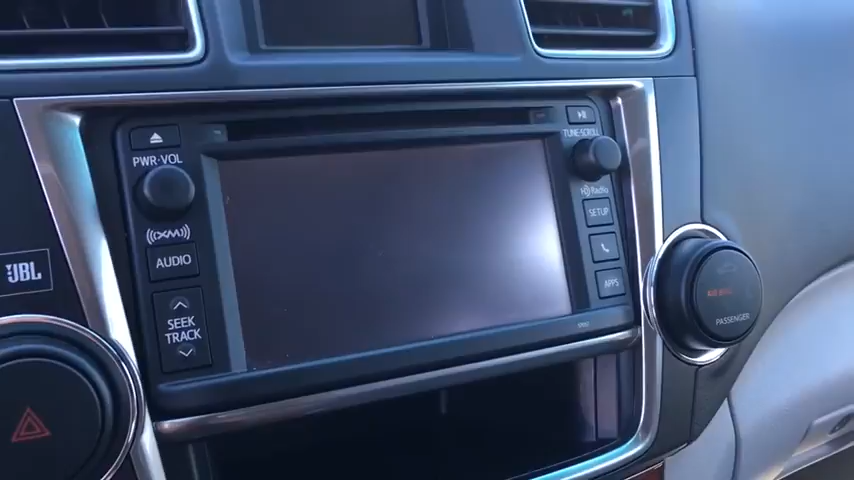 PWR·VOL
((XM))
AUDIO
SEEK
TRACK
JBL
TUNE·SCROLL
HD Radio
SETUP
APPS
PASSENGER